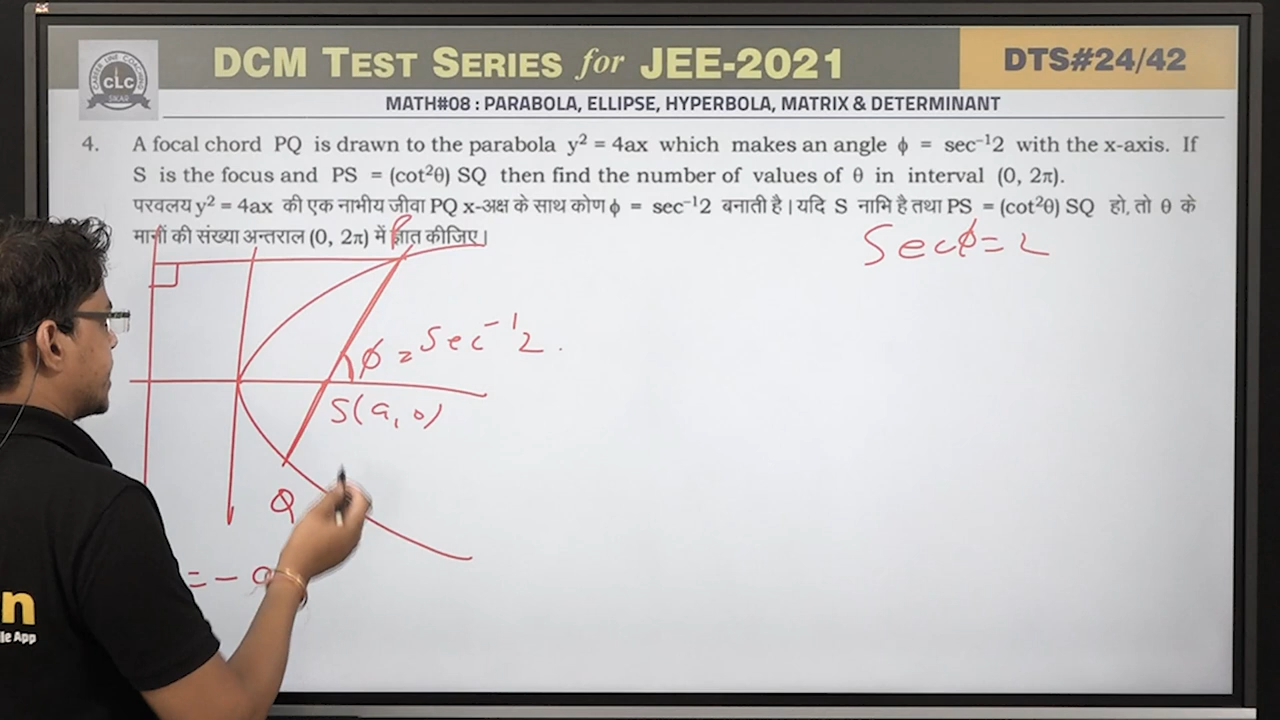 DCM TEST SERIES for JEE-2021
DTS#24/42
CLC
SIKAR
MATH#08 : PARABOLA, ELLIPSE, HYPERBOLA, MATRIX & DETERMINANT
4. A focal chord PQ is drawn to the parabola y² = 4ax which makes an angle ϕ = sec⁻¹2 with the x-axis. If
S is the focus and PS = (cot²θ) SQ then find the number of values of θ in interval (0, 2π).
परवलय y² = 4ax की एक नाभीय जीवा PQ x-अक्ष के साथ कोण ϕ = sec⁻¹2 बनाती है। यदि S नाभि है तथा PS = (cot²θ) SQ हो, तो θ के
मानों की संख्या अन्तराल (0, 2π) में ज्ञात कीजिए।
P
Secϕ = 2
ϕ = Sec⁻¹2
S(a, 0)
Q
= - a
n
le App